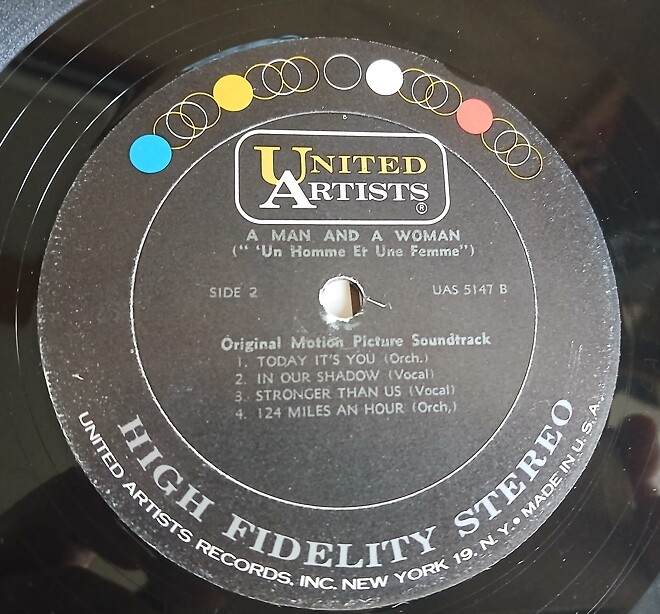 UNITED
ARTISTS ®
A MAN AND A WOMAN
("'Un Homme Et Une Femme")
SIDE 2 UAS 5147 B
Original Motion Picture Soundtrack
1. TODAY IT'S YOU (Orch.)
2. IN OUR SHADOW (Vocal)
3. STRONGER THAN US (Vocal)
4. 124 MILES AN HOUR (Orch,)
HIGH FIDELITY STEREO
UNITED ARTISTS RECORDS, INC. NEW YORK 19, N.Y. • MADE IN U.S.A.